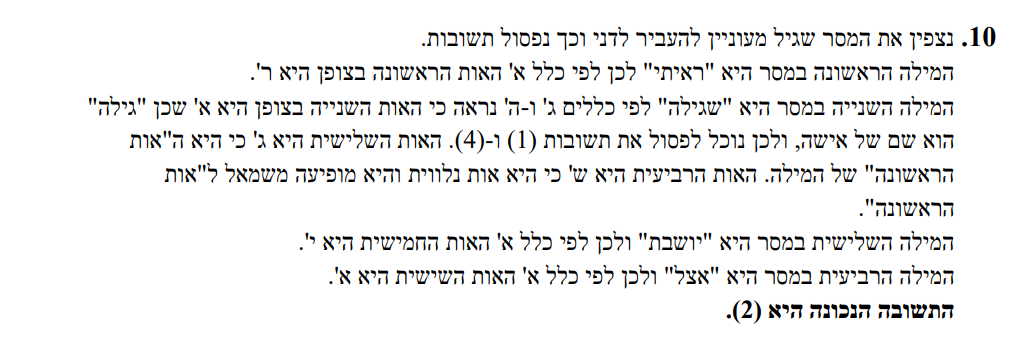 10. נצפין את המסר שגיל מעוניין להעביר לדני וכך נפסול תשובות.
המילה הראשונה במסר היא "ראיתי" לכן לפי כלל א' האות הראשונה בצופן היא ר'.
המילה השנייה במסר היא "שגילה" לפי כללים ג' ו-ה' נראה כי האות השנייה בצופן היא א' שכן "גילה"
הוא שם של אישה, ולכן נוכל לפסול את תשובות (1) ו-(4). האות השלישית היא ג' כי היא ה"אות
הראשונה" של המילה. האות הרביעית היא ש' כי היא אות נלווית והיא מופיעה משמאל ל"אות
הראשונה".
המילה השלישית במסר היא "יושבת" ולכן לפי כלל א' האות החמישית היא י'.
המילה הרביעית במסר היא "אצל" ולכן לפי כלל א' האות השישית היא א'.
התשובה הנכונה היא (2).